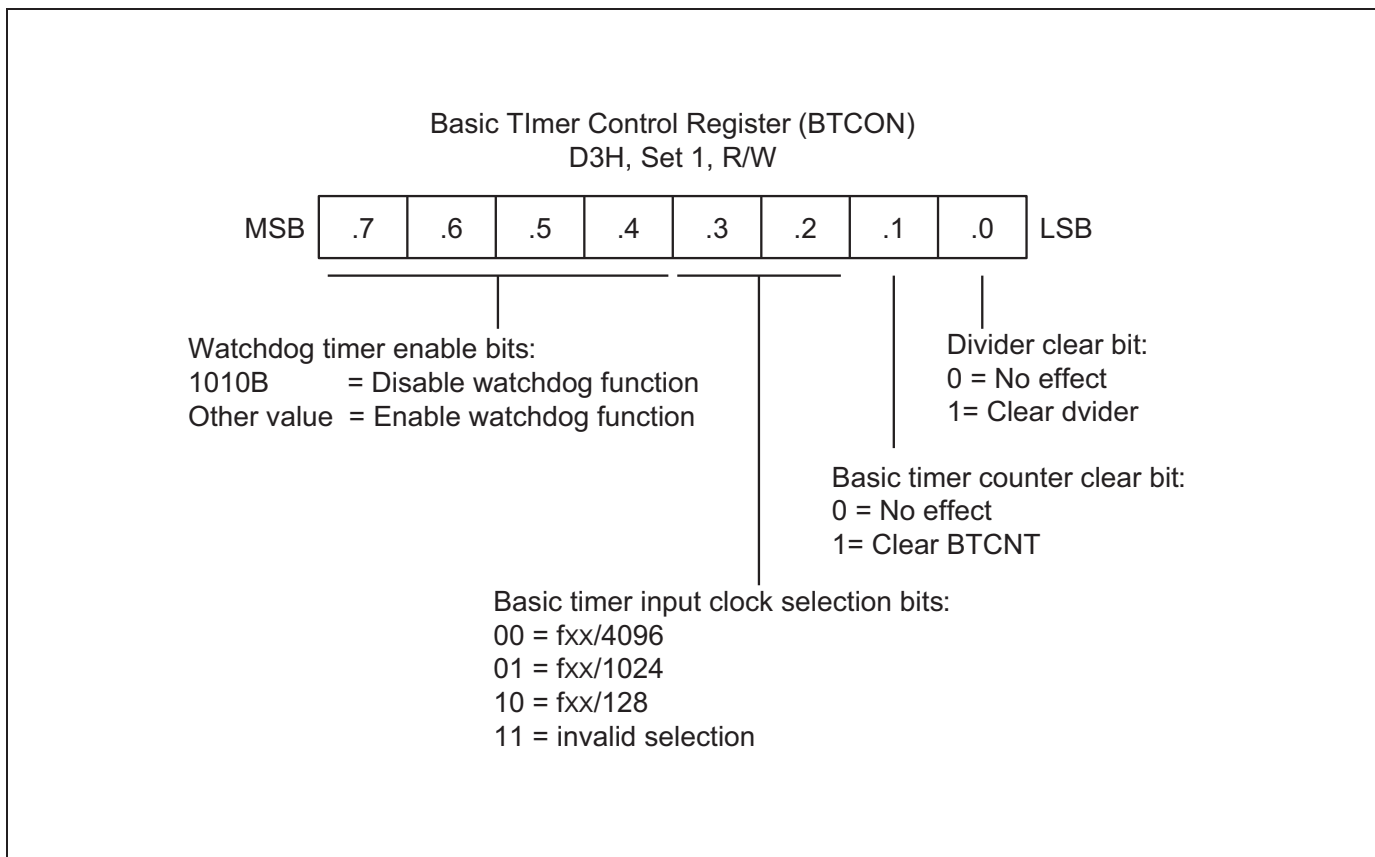 Basic TImer Control Register (BTCON)
D3H, Set 1, R/W
MSB .7 .6 .5 .4 .3 .2 .1 .0 LSB
Watchdog timer enable bits:
1010B = Disable watchdog function
Other value = Enable watchdog function
Divider clear bit:
0 = No effect
1= Clear dvider
Basic timer counter clear bit:
0 = No effect
1= Clear BTCNT
Basic timer input clock selection bits:
00 = fxx/4096
01 = fxx/1024
10 = fxx/128
11 = invalid selection